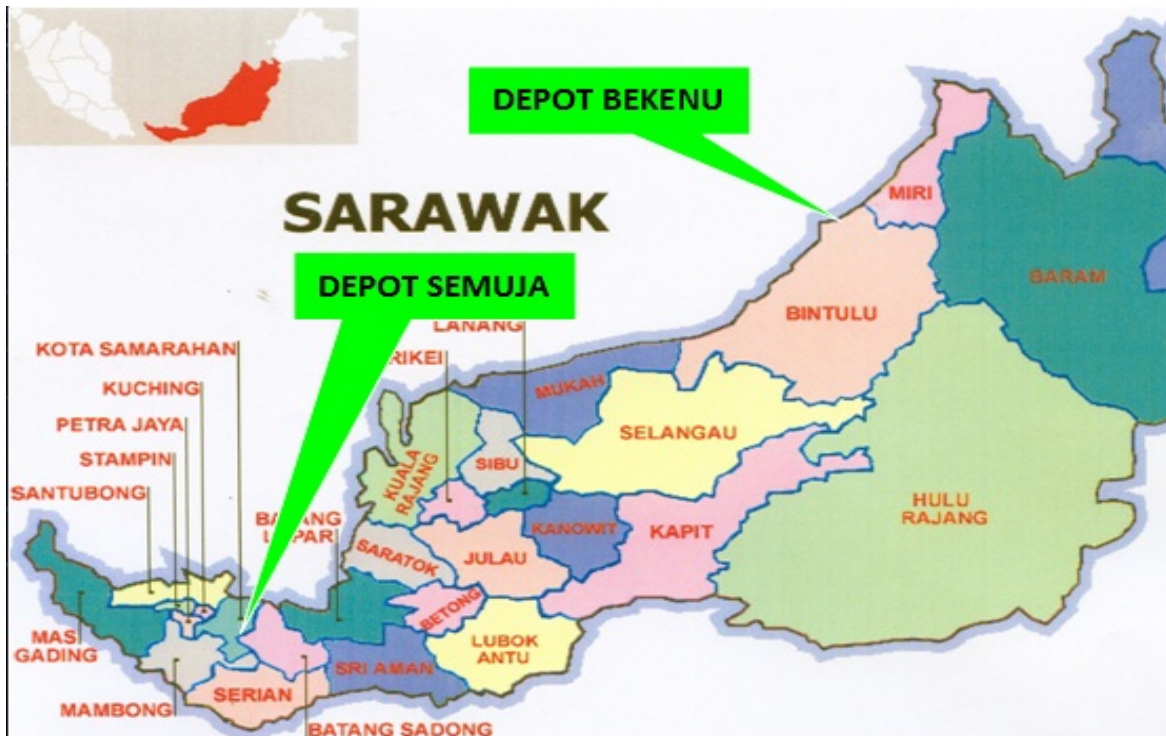 DEPOT BEKENU
MIRI
SARAWAK
BARAM
DEPOT SEMUJA
BINTULU
LANANG
KOTA SAMARAHAN
RIKEI
KUCHING
MUKAH
PETRA JAYA
SELANGAU
STAMPIN
SIBU
KUALA
RAJANG
SANTUBONG
HULU
RAJANG
KANOWIT
KAPIT
SARATOK
JULAU
BETONG
MAS
GADING
LUBOK
ANTU
SRI AMAN
SERIAN
MAMBONG
BATANG SADONG